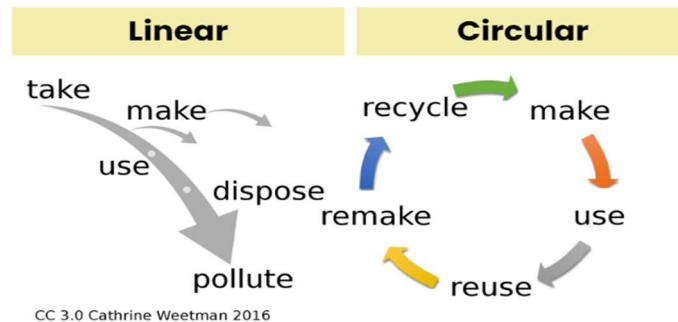 Linear
take
make
use
dispose
pollute
Circular
recycle
make
use
reuse
remake
CC 3.0 Cathrine Weetman 2016